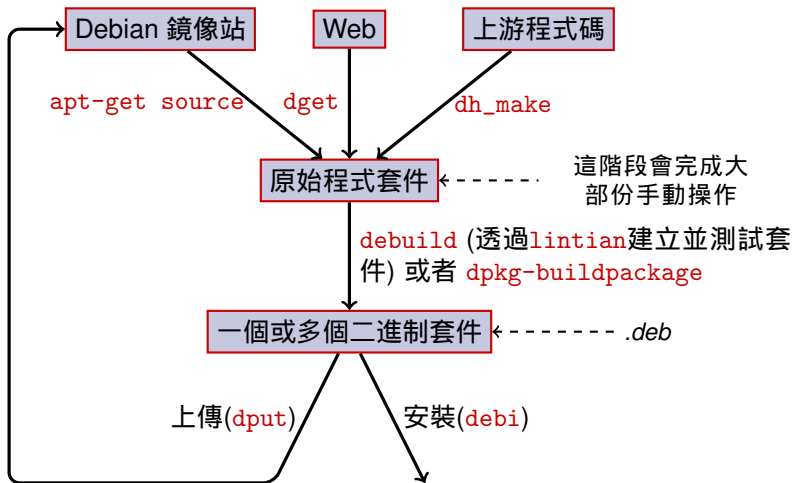 Debian 鏡像站
Web
上游程式碼
apt-get source
dget
dh_make
原始程式套件
這階段會完成大
部份手動操作
debuild (透過lintian建立並測試套
件) 或者 dpkg-buildpackage
一個或多個二進制套件
.deb
上傳(dput)
安裝(debi)